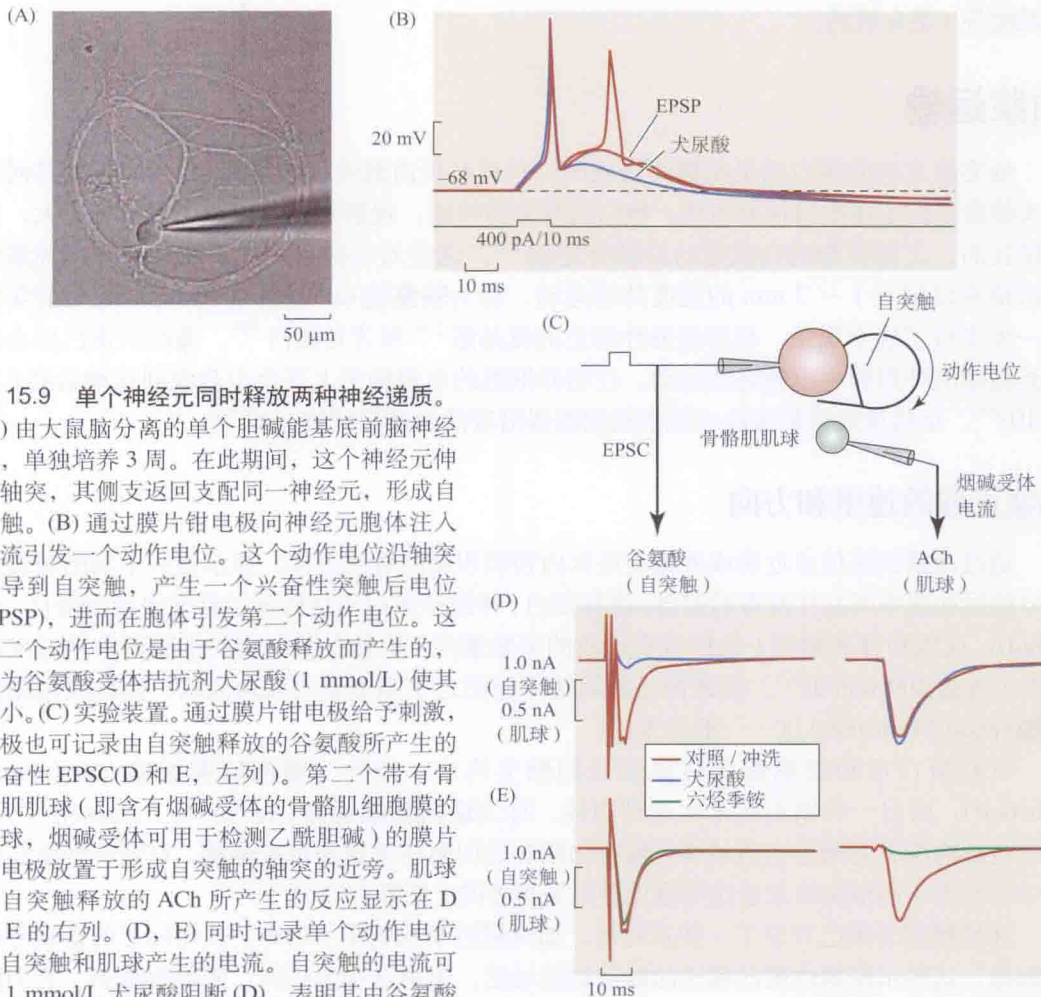 (A)
50 μm
(B)
20 mV
-68 mV
400 pA/10 ms
10 ms
EPSP
犬尿酸
15.9 单个神经元同时释放两种神经递质。
) 由大鼠脑分离的单个胆碱能基底前脑神经
，单独培养 3 周。在此期间，这个神经元伸
轴突，其侧支返回支配同一神经元，形成自
触。(B) 通过膜片钳电极向神经元胞体注入
流引发一个动作电位。这个动作电位沿轴突
导到自突触，产生一个兴奋性突触后电位
PSP)，进而在胞体引发第二个动作电位。这
二个动作电位是由于谷氨酸释放而产生的，
为谷氨酸受体拮抗剂犬尿酸 (1 mmol/L) 使其
小。(C) 实验装置。通过膜片钳电极给予刺激，
极也可记录由自突触释放的谷氨酸所产生的
奋性 EPSC(D 和 E，左列 )。第二个带有骨
肌肌球 ( 即含有烟碱受体的骨骼肌细胞膜的
球，烟碱受体可用于检测乙酰胆碱 ) 的膜片
电极放置于形成自突触的轴突的近旁。肌球
自突触释放的 ACh 所产生的反应显示在 D
E 的右列。(D，E) 同时记录单个动作电位
自突触和肌球产生的电流。自突触的电流可
1 mmol/L 犬尿酸阻断 (D)，表明其由谷氨酸
(C)
自突触
动作电位
骨骼肌肌球
EPSC
烟碱受体
电流
谷氨酸
(自突触)
ACh
(肌球)
(D)
1.0 nA
(自突触)
0.5 nA
(肌球)
对照 / 冲洗
犬尿酸
六烃季铵
(E)
1.0 nA
(自突触)
0.5 nA
(肌球)
10 ms